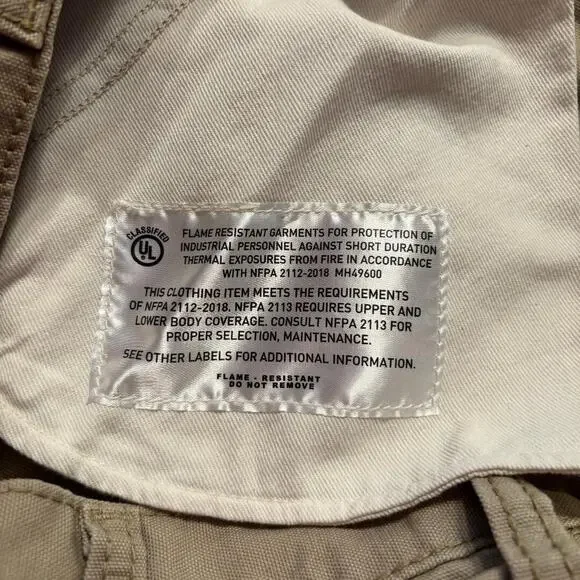 CLASSIFIED
UL
FLAME RESISTANT GARMENTS FOR PROTECTION OF
INDUSTRIAL PERSONNEL AGAINST SHORT DURATION
THERMAL EXPOSURES FROM FIRE IN ACCORDANCE
WITH NFPA 2112-2018 MH49600
THIS CLOTHING ITEM MEETS THE REQUIREMENTS
OF NFPA 2112-2018. NFPA 2113 REQUIRES UPPER AND
LOWER BODY COVERAGE. CONSULT NFPA 2113 FOR
PROPER SELECTION, MAINTENANCE.
SEE OTHER LABELS FOR ADDITIONAL INFORMATION.
FLAME - RESISTANT
DO NOT REMOVE